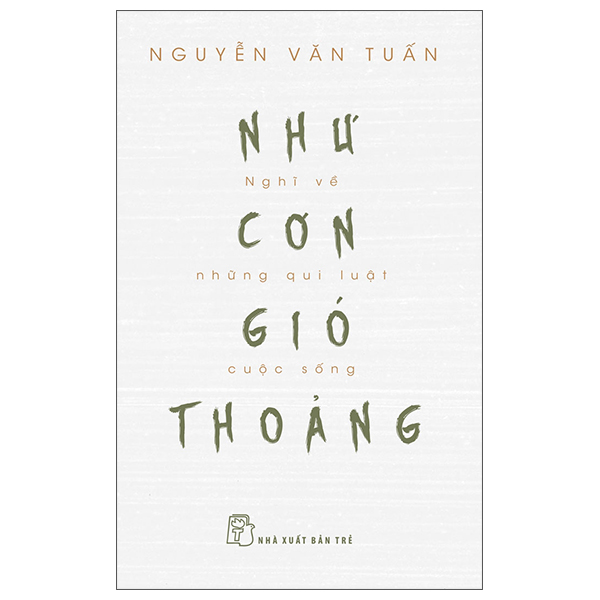 NGUYỄN VĂN TUẤN
NHƯ
Nghĩ về
CƠN
những qui luật
GIÓ
cuộc sống
THOẢNG
NHÀ XUẤT BẢN TRẺ